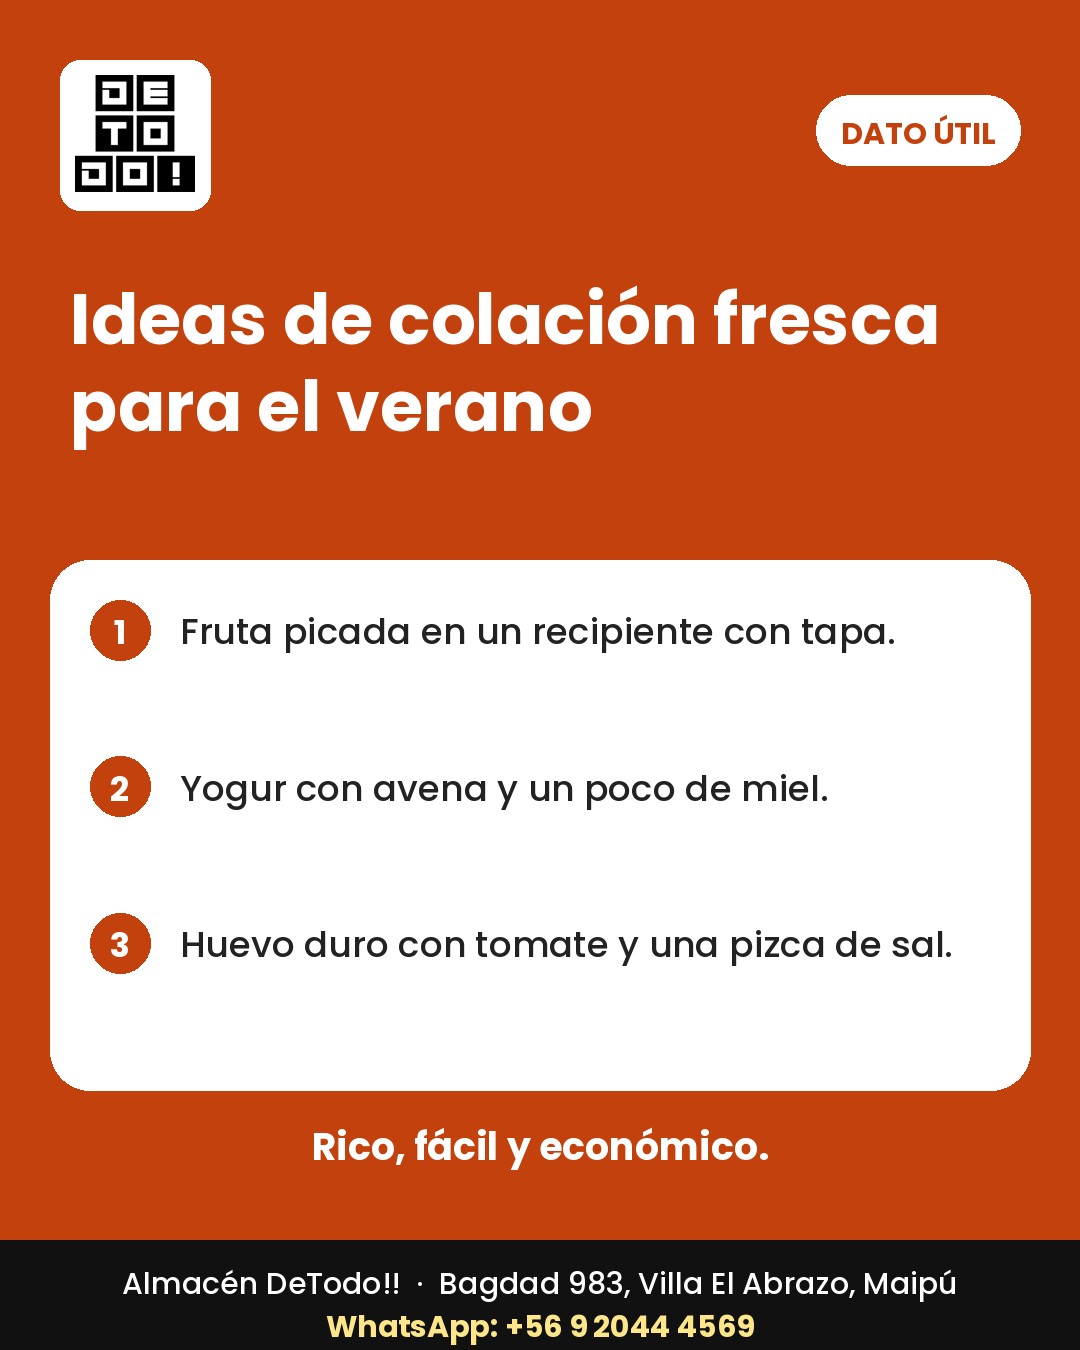 DE
TO
DO!
DATO ÚTIL
Ideas de colación fresca
para el verano
1 Fruta picada en un recipiente con tapa.
2 Yogur con avena y un poco de miel.
3 Huevo duro con tomate y una pizca de sal.
Rico, fácil y económico.
Almacén DeTodo!! · Bagdad 983, Villa El Abrazo, Maipú
WhatsApp: +56 9 2044 4569